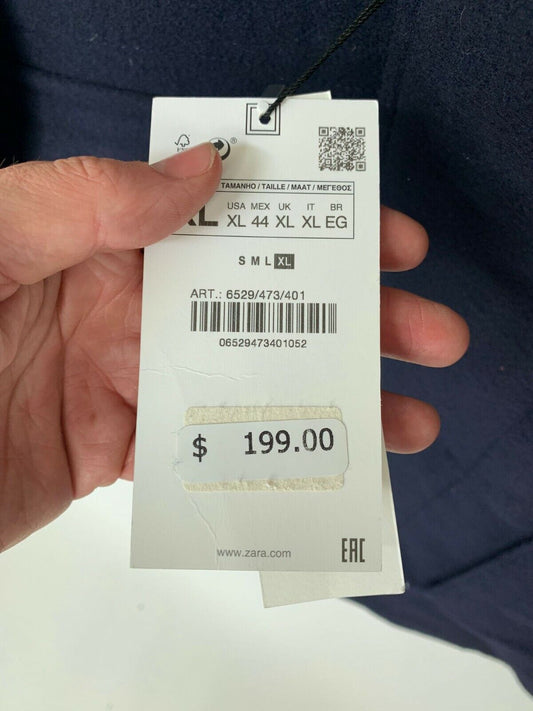 ®
TAMANHO / TAILLE / MAAT / ΜΕΓΕΘΟΣ
USA MEX UK IT BR
XL 44 XL XL EG
S M L XL
ART.: 6529/473/401
06529473401052
$ 199.00
www.zara.com
EAC